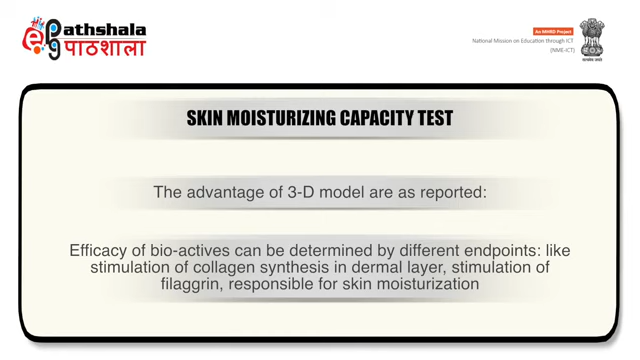 Pathshala
पाठशाला
An MHRD Project
National Mission on Education through ICT
(NME-ICT)
SKIN MOISTURIZING CAPACITY TEST
The advantage of 3-D model are as reported:
Efficacy of bio-actives can be determined by different endpoints: like
stimulation of collagen synthesis in dermal layer, stimulation of
filaggrin, responsible for skin moisturization